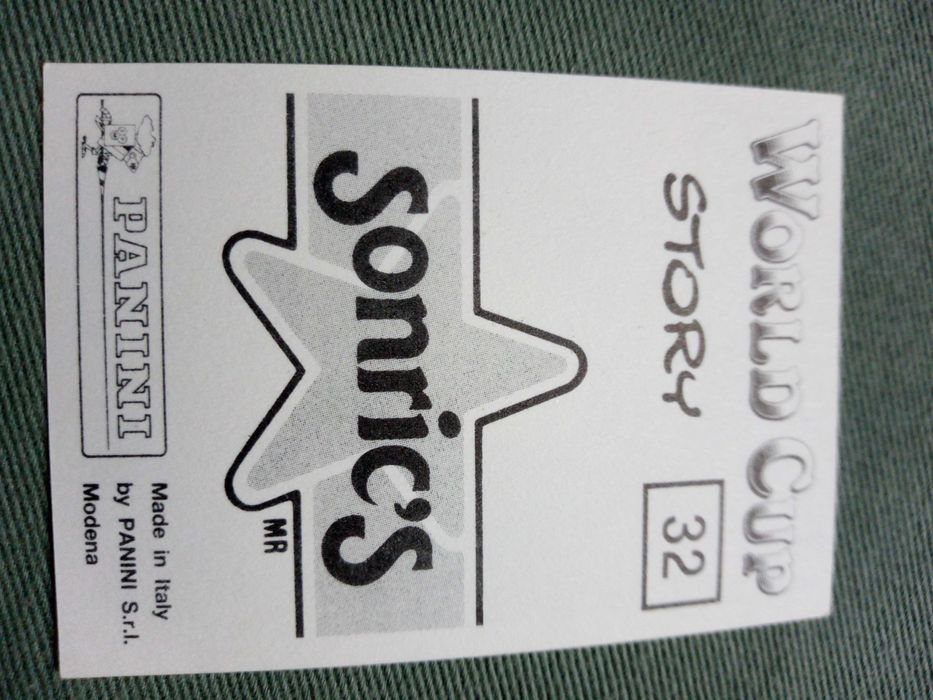 WORLD CUP
STORY
32
Sonric's
MR
PANINI
Made in Italy
by PANINI S.r.l.
Modena